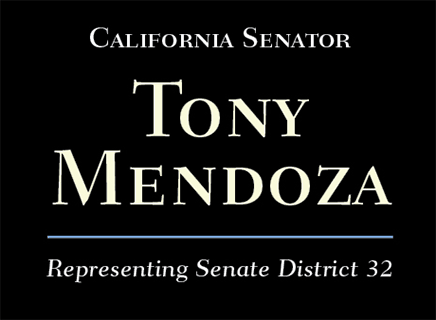 California Senator
Tony
Mendoza
Representing Senate District 32